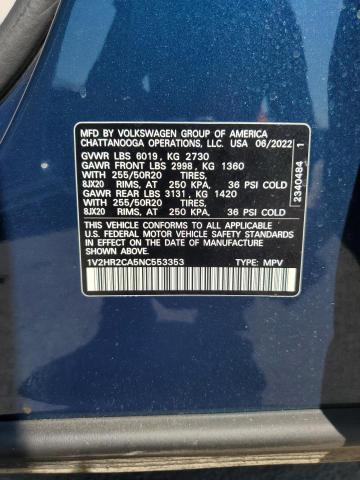 MFD BY VOLKSWAGEN GROUP OF AMERICA
CHATTANOOGA OPERATIONS, LLC. USA 06/2022
GVWR LBS 6019, KG 2730
GAWR FRONT LBS 2998, KG 1360
WITH 255/50R20 TIRES,
8JX20 RIMS, AT 250 KPA, 36 PSI COLD
GAWR REAR LBS 3131, KG 1420
WITH 255/50R20 TIRES,
8JX20 RIMS, AT 250 KPA, 36 PSI COLD
THIS VEHICLE CONFORMS TO ALL APPLICABLE
U.S. FEDERAL MOTOR VEHICLE SAFETY STANDARDS
IN EFFECT ON THE DATE OF MANUFACTURE SHOWN ABOVE.
1V2HR2CA5NC553353 TYPE: MPV
2340484 1